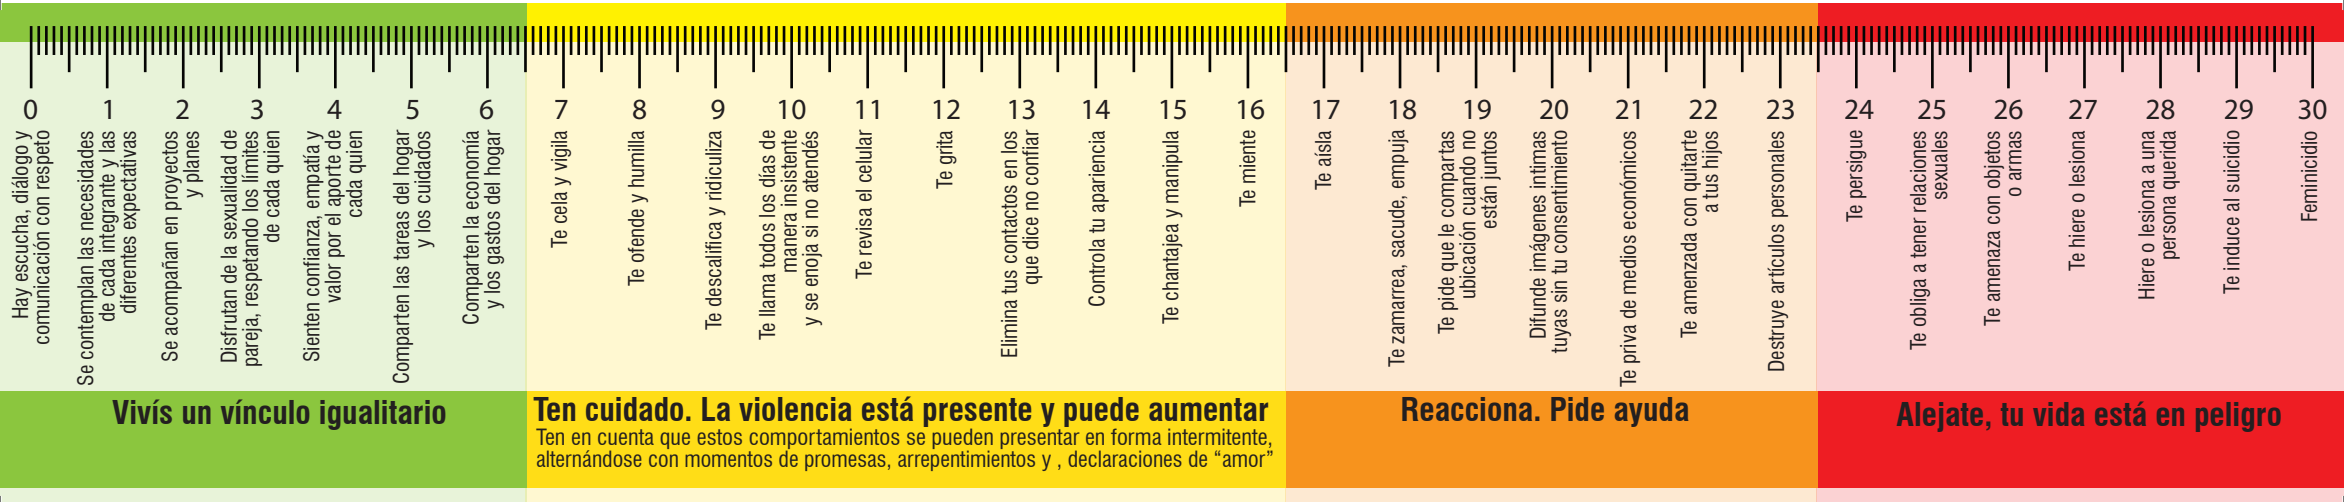 0 1 2 3 4 5 6 7 8 9 10 11 12 13 14 15 16 17 18 19 20 21 22 23 24 25 26 27 28 29 30
Hay escucha, diálogo y
comunicación con respeto
Se contemplan las necesidades
de cada integrante y las
diferentes expectativas
Se acompañan en proyectos
y planes
Disfrutan de la sexualidad de
pareja, respetando los límites
de cada quien
Sienten confianza, empatía y
valor por el aporte de
cada quien
Comparten las tareas del hogar
y los cuidados
Comparten la economía
y los gastos del hogar
Te cela y vigila
Te ofende y humilla
Te descalifica y ridiculiza
Te llama todos los días de
manera insistente
y se enoja si no atendés
Te revisa el celular
Te grita
Elimina tus contactos en los
que dice no confiar
Controla tu apariencia
Te chantajea y manipula
Te miente
Te aísla
Te zamarrea, sacude, empuja
Te pide que le compartas
ubicación cuando no
están juntos
Difunde imágenes intimas
tuyas sin tu consentimiento
Te priva de medios económicos
Te amenzada con quitarte
a tus hijos
Destruye artículos personales
Te persigue
Te obliga a tener relaciones
sexuales
Te amenaza con objetos
o armas
Te hiere o lesiona
Hiere o lesiona a una
persona querida
Te induce al suicidio
Feminicidio
Vivís un vínculo igualitario
Ten cuidado. La violencia está presente y puede aumentar
Ten en cuenta que estos comportamientos se pueden presentar en forma intermitente,
alternándose con momentos de promesas, arrepentimientos y , declaraciones de “amor”
Reacciona. Pide ayuda
Alejate, tu vida está en peligro